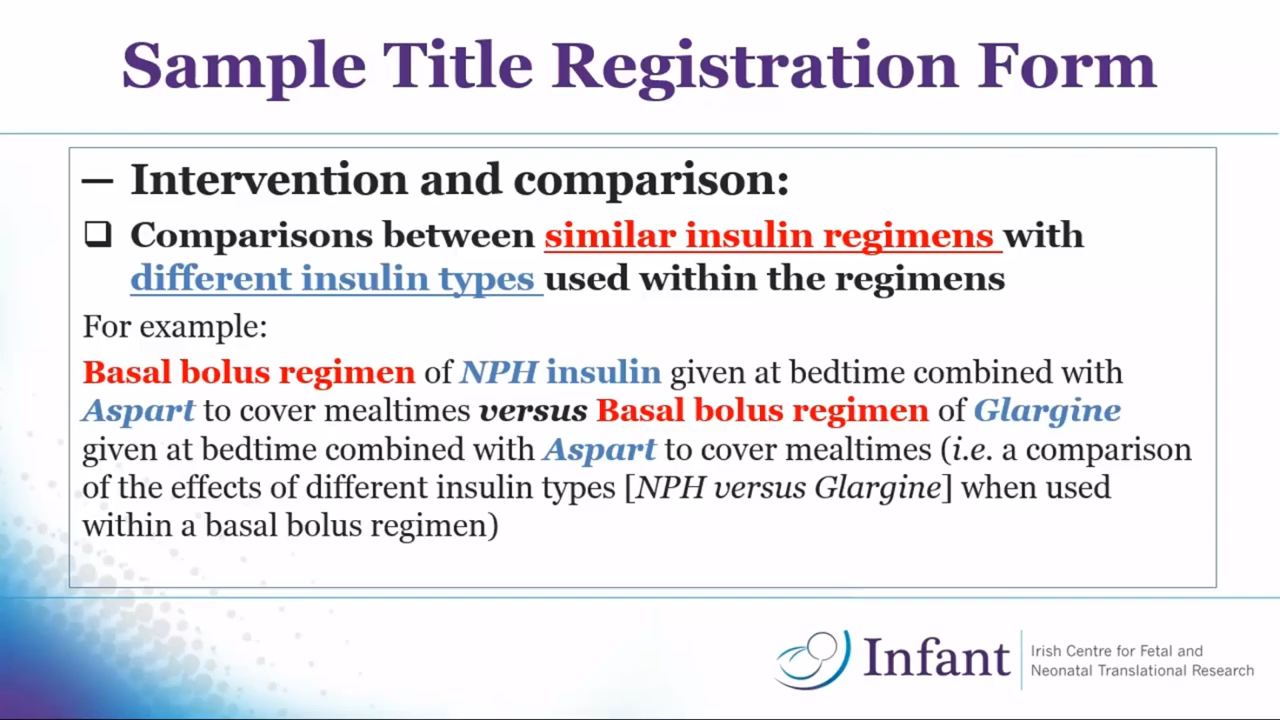 Sample Title Registration Form
— Intervention and comparison:
❑ Comparisons between similar insulin regimens with
different insulin types used within the regimens
For example:
Basal bolus regimen of NPH insulin given at bedtime combined with
Aspart to cover mealtimes versus Basal bolus regimen of Glargine
given at bedtime combined with Aspart to cover mealtimes (i.e. a comparison
of the effects of different insulin types [NPH versus Glargine] when used
within a basal bolus regimen)
Infant
Irish Centre for Fetal and
Neonatal Translational Research